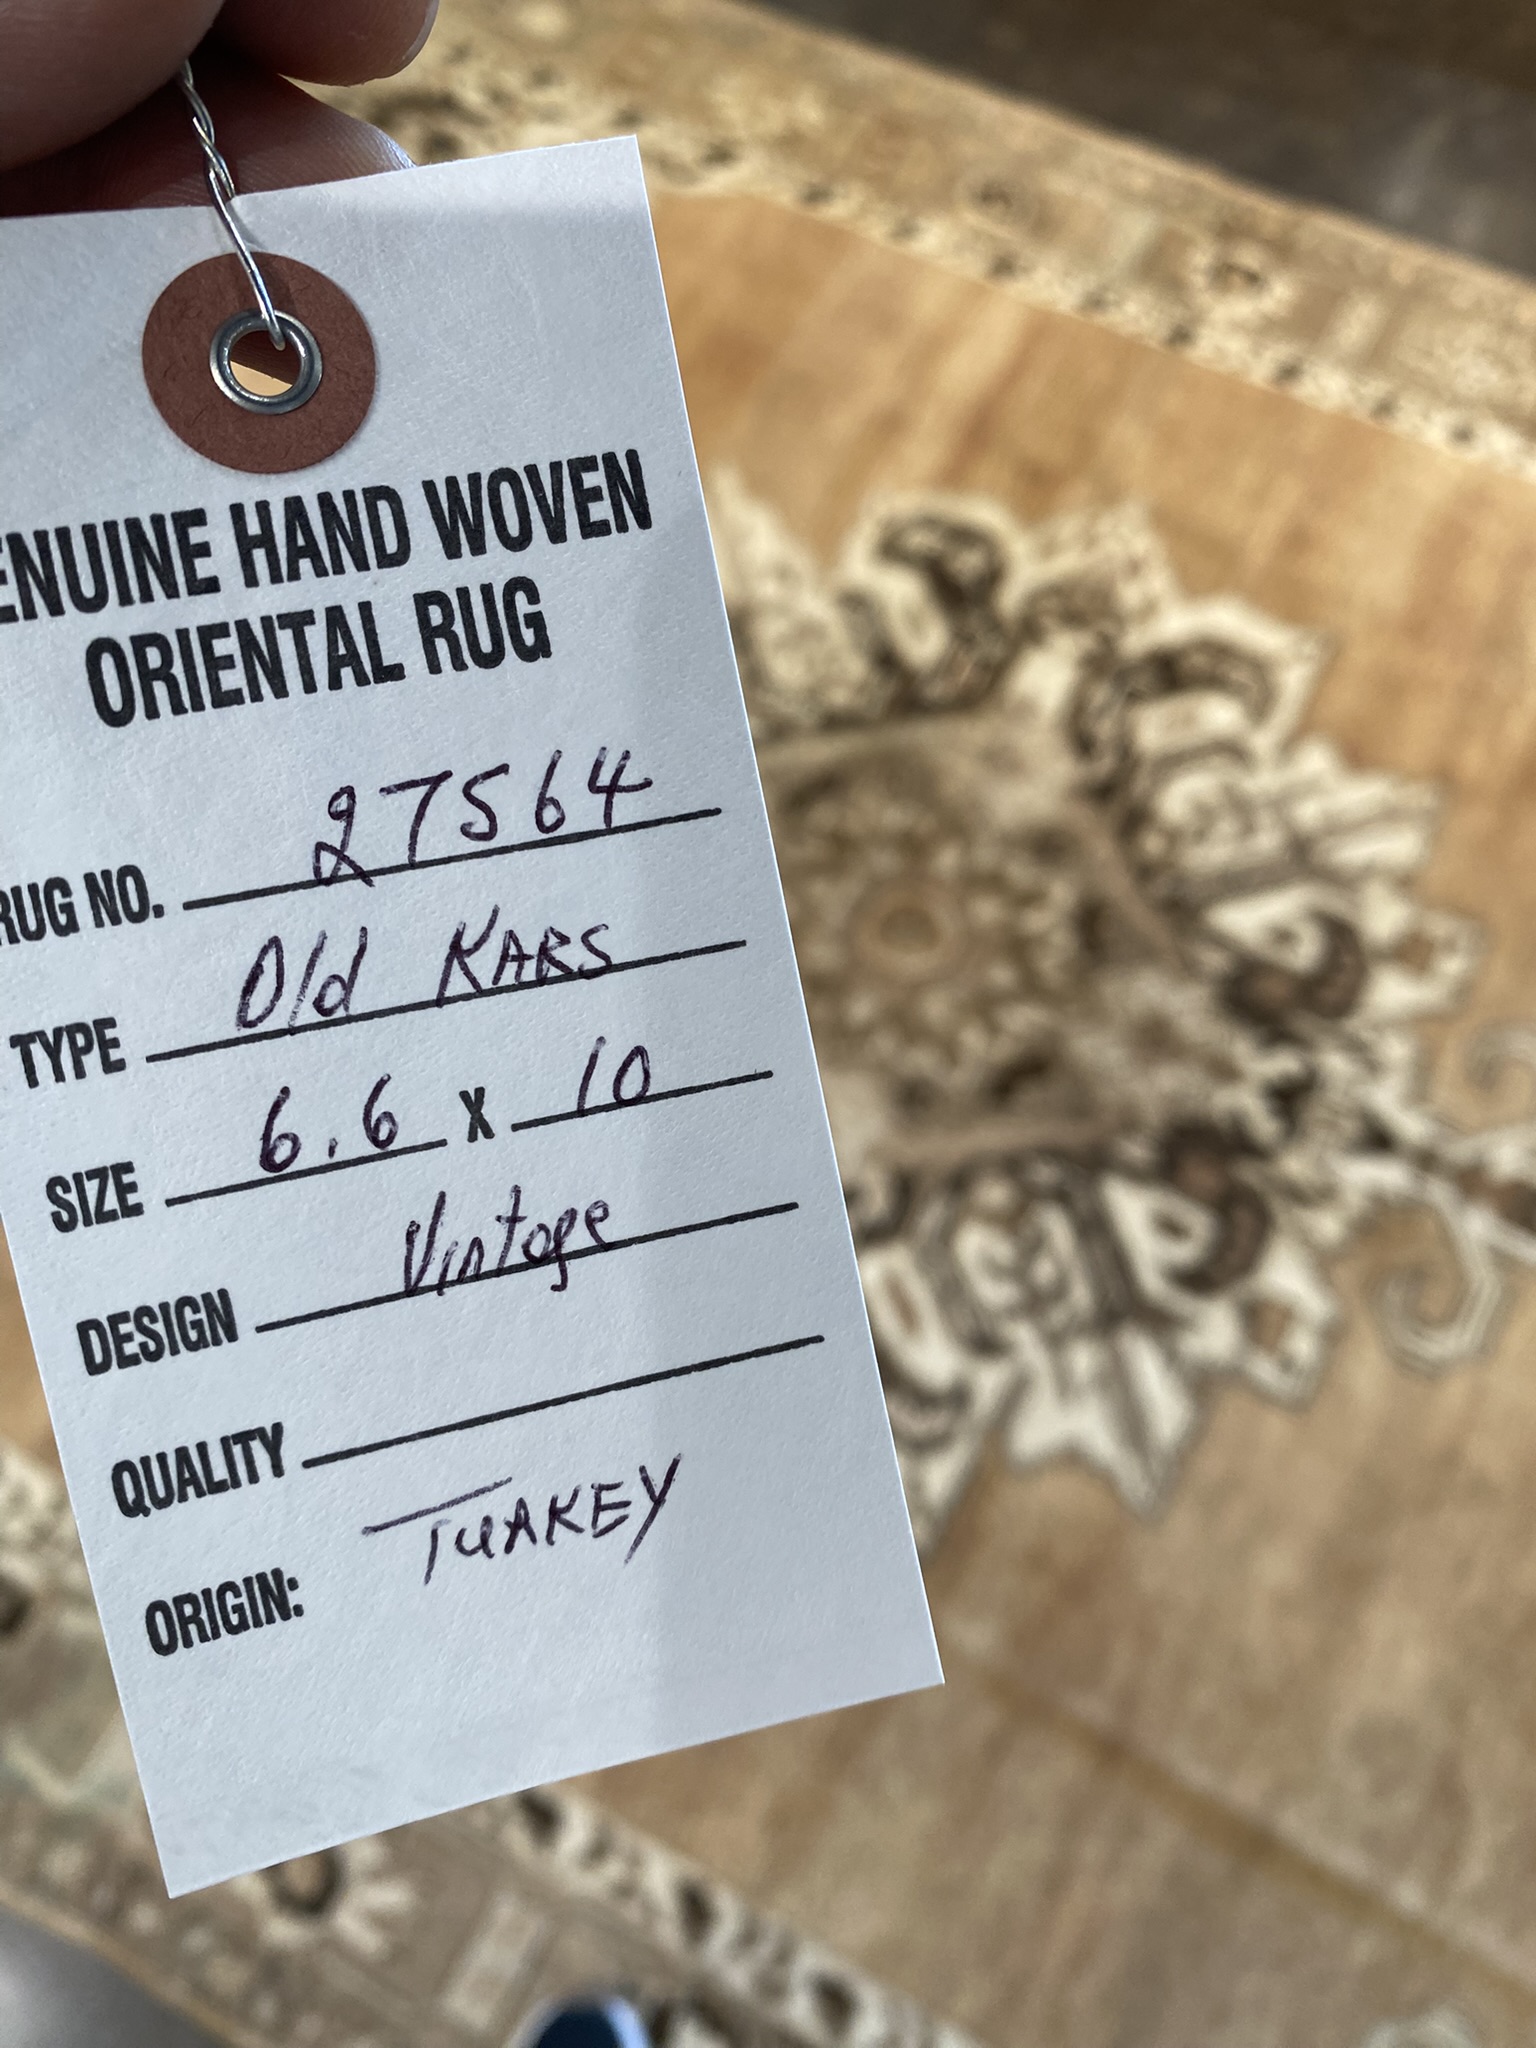 ENUINE HAND WOVEN
ORIENTAL RUG
RUG NO. 27564
TYPE Old KARS
SIZE 6.6 X 10
DESIGN Vintage
QUALITY
ORIGIN: TURKEY